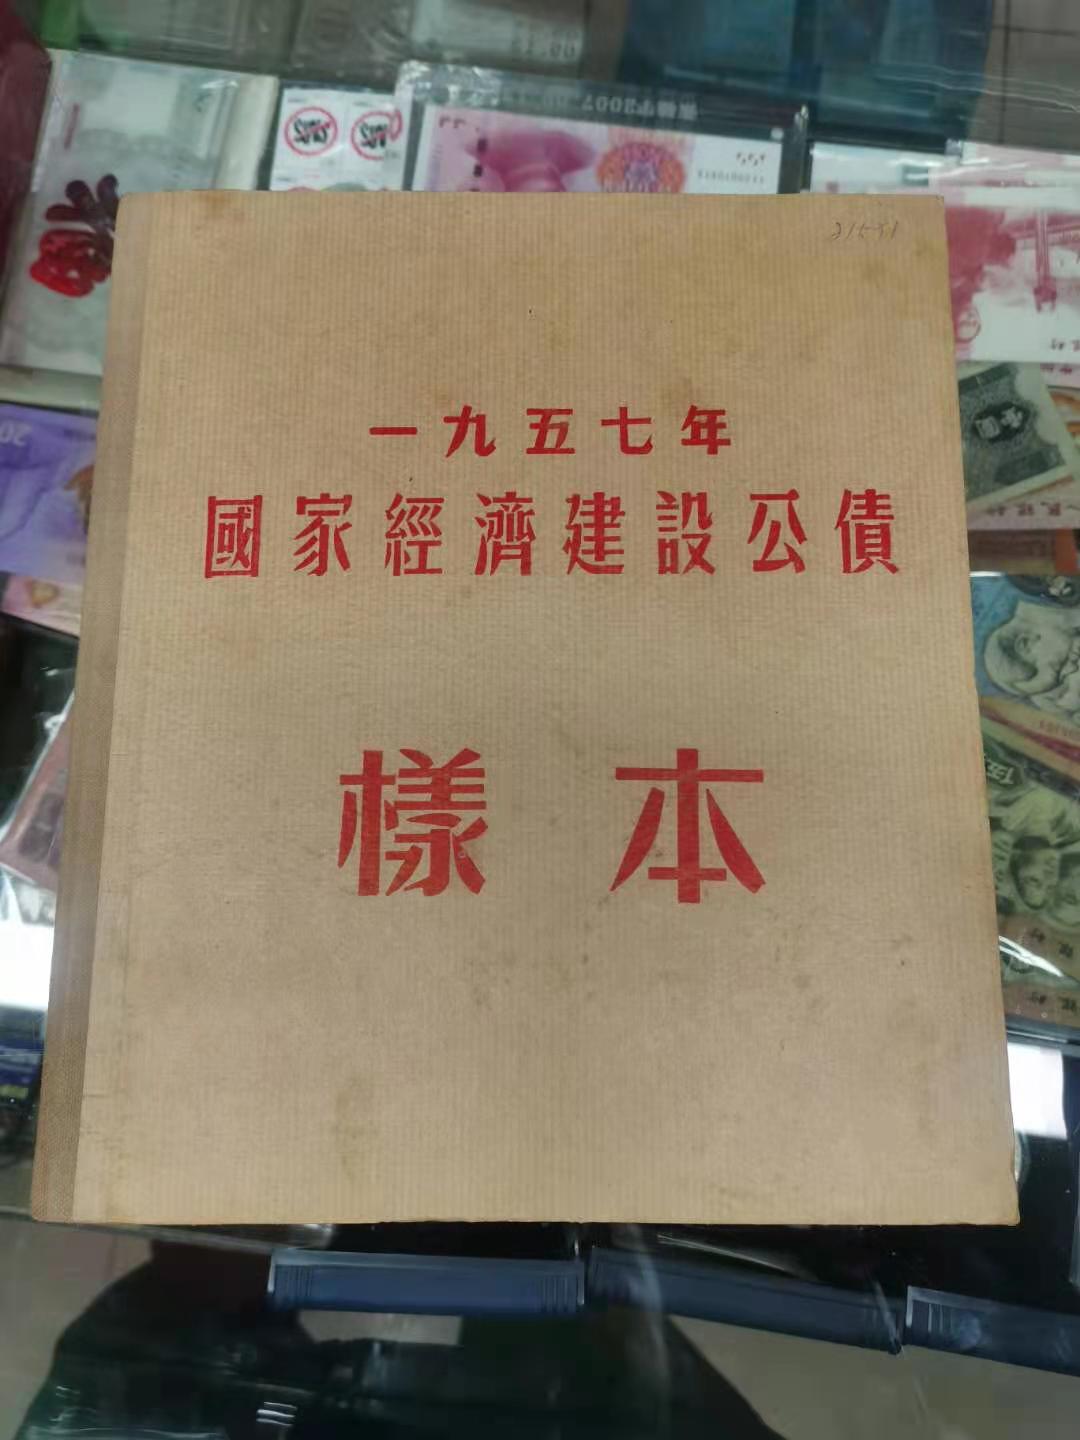 一九五七年
國家經濟建設公債
樣本